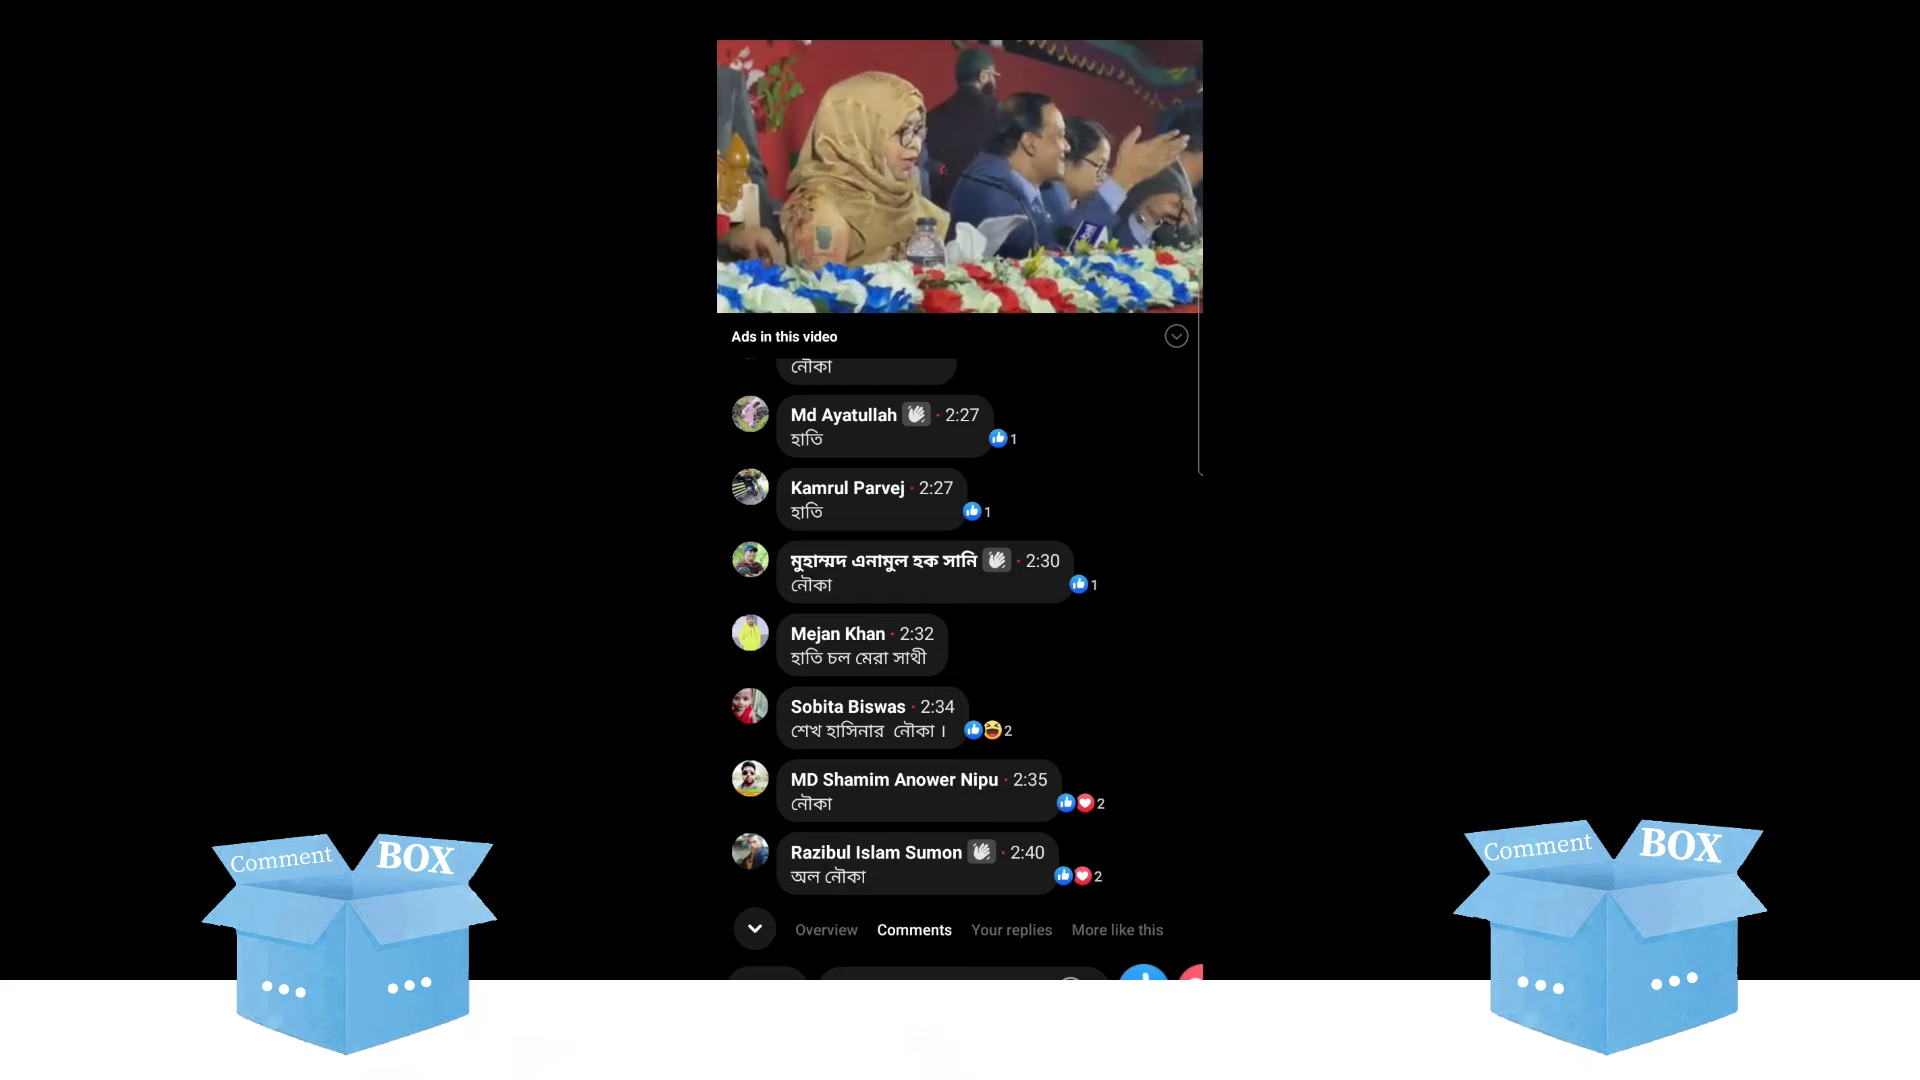 Ads in this video
নৌকা
Md Ayatullah · 2:27
হাতি
1
Kamrul Parvej · 2:27
হাতি
1
মুহাম্মদ এনামুল হক সানি · 2:30
নৌকা
1
Mejan Khan · 2:32
হাতি চল মেরা সাথী
Sobita Biswas · 2:34
শেখ হাসিনার নৌকা ।
2
MD Shamim Anower Nipu · 2:35
নৌকা
2
Razibul Islam Sumon · 2:40
অল নৌকা
2
Overview Comments Your replies More like this
Comment BOX
Comment BOX